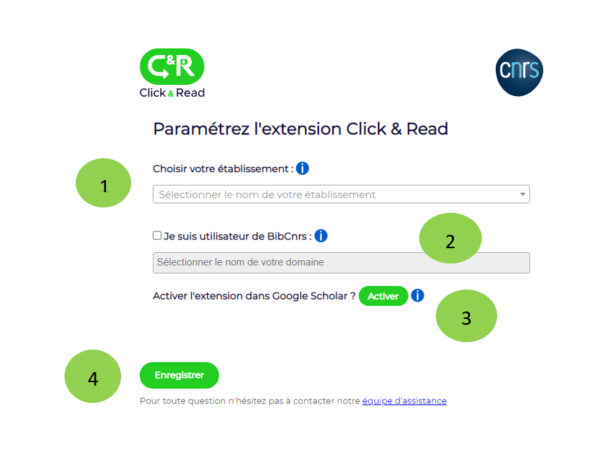 C&R
Click & Read
cnrs
Paramétrez l'extension Click & Read
Choisir votre établissement : i
1
Sélectionner le nom de votre établissement
Je suis utilisateur de BibCnrs : i
2
Sélectionner le nom de votre domaine
Activer l'extension dans Google Scholar ? Activer i
3
4
Enregistrer
Pour toute question n'hésitez pas à contacter notre équipe d'assistance